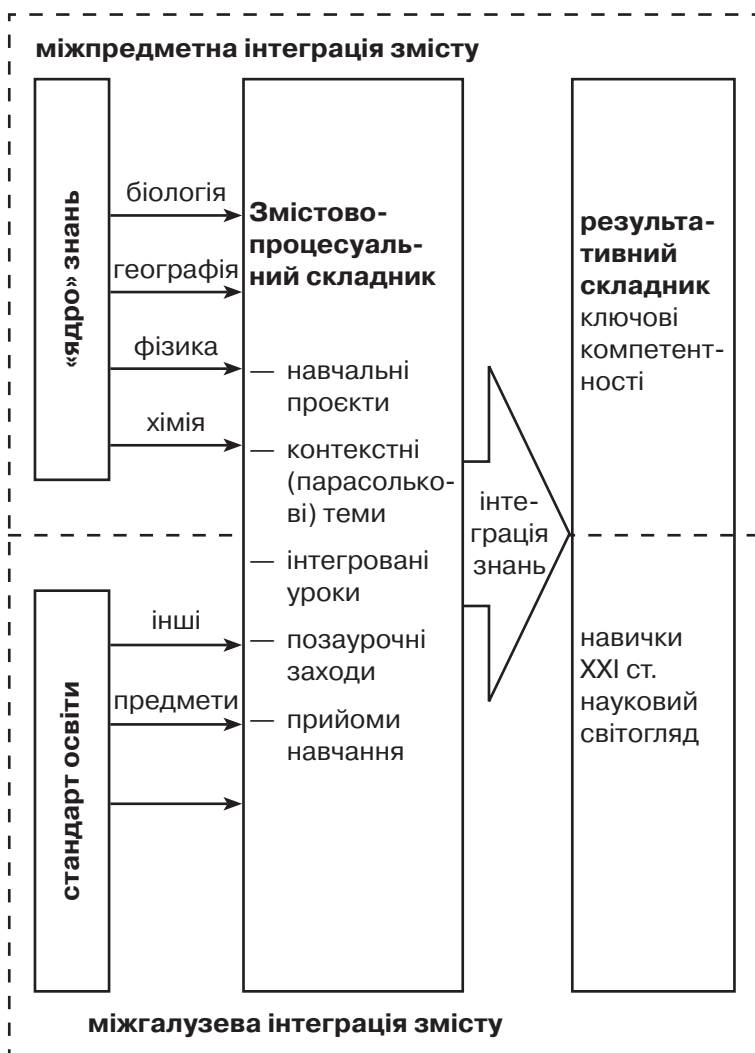 міжпредметна інтеграція змісту
«ядро» знань
біологія
географія
фізика
хімія
Змістово-
процесуаль-
ний складник
— навчальні
проєкти
— контекстні
(парасолько-
ві) теми
— інтегровані
уроки
— позаурочні
заходи
— прийоми
навчання
інте-
грація
знань
результа-
тивний
складник
ключові
компетент-
ності
стандарт освіти
інші
предмети
навички
ХХІ ст.
науковий
світогляд
міжгалузева інтеграція змісту